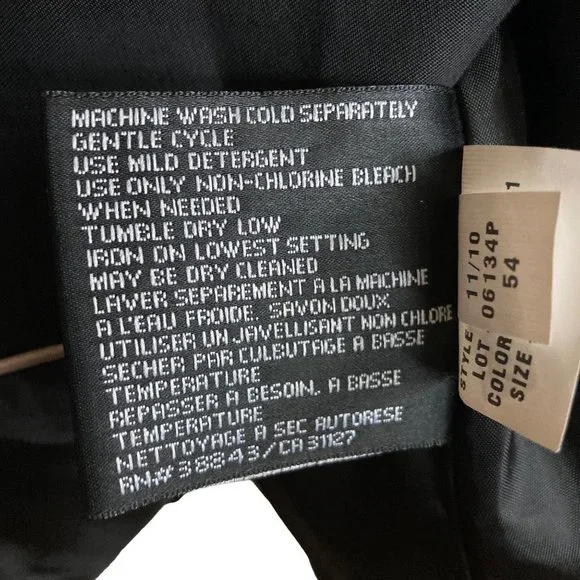 MACHINE WASH COLD SEPARATELY
GENTLE CYCLE
USE MILD DETERGENT
USE ONLY NON-CHLORINE BLEACH
WHEN NEEDED
TUMBLE DRY LOW
IRON ON LOWEST SETTING
MAY BE DRY CLEANED
LAVER SEPAREMENT A LA MACHINE
A L'EAU FROIDE. SAVON DOUX
UTILISER UN JAVELLISANT NON CHLORE
SECHER PAR CULBUTAGE A BASSE
TEMPERATURE
REPASSER A BESOIN. A BASSE
TEMPERATURE
NETTOYAGE A SEC AUTORESE
RN# 38843/CA 31127
STYLE 11/10
LOT 06134P
COLOR 54
SIZE